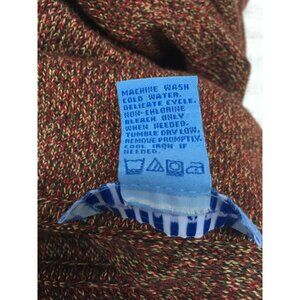 MACHINE WASH
COLD WATER.
DELICATE CYCLE.
NON-CHLORINE
BLEACH ONLY
WHEN NEEDED.
TUMBLE DRY LOW,
REMOVE PROMPTLY.
COOL IRON IF
NEEDED.